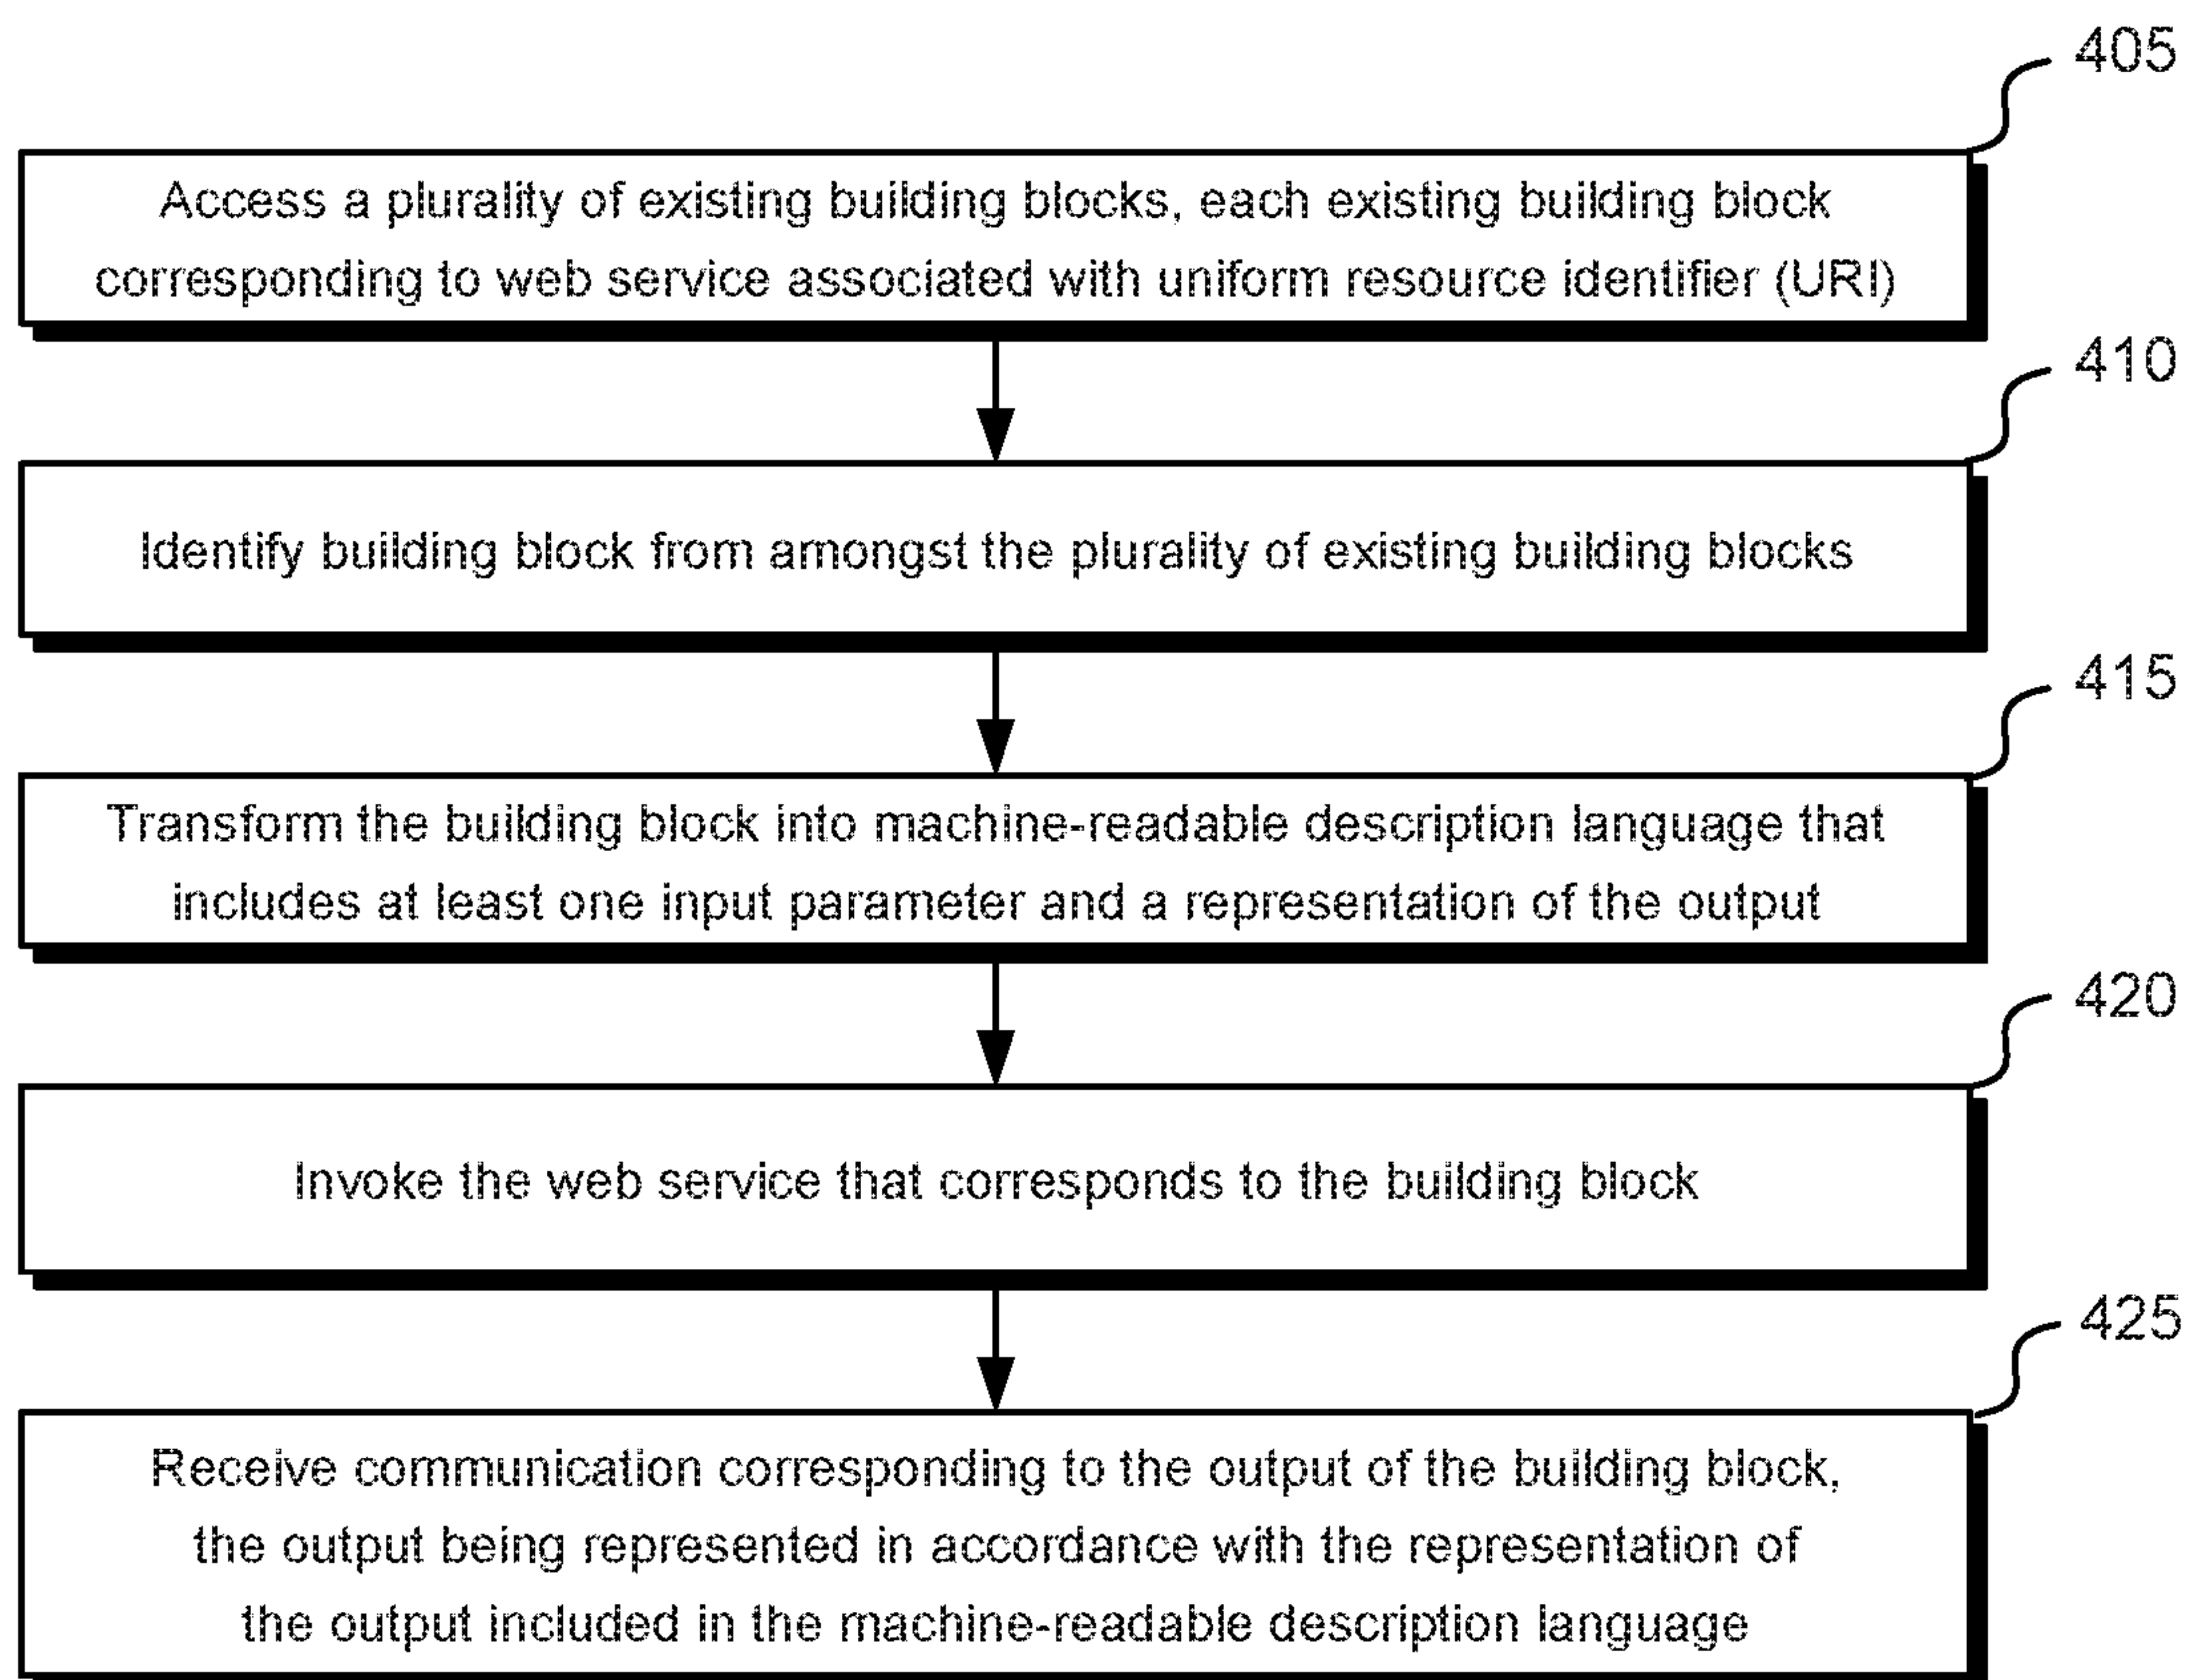 405
Access a plurality of existing building blocks, each existing building block
corresponding to web service associated with uniform resource identifier (URI)
410
Identify building block from amongst the plurality of existing building blocks
415
Transform the building block into machine-readable description language that
includes at least one input parameter and a representation of the output
420
Invoke the web service that corresponds to the building block
425
Receive communication corresponding to the output of the building block,
the output being represented in accordance with the representation of
the output included in the machine-readable description language